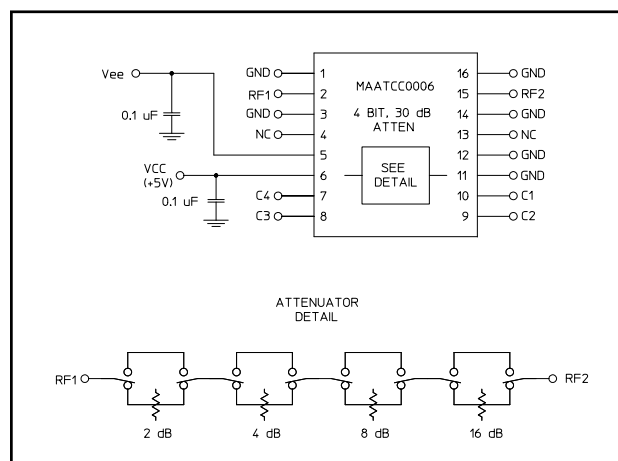 Vee
0.1 uF
VCC
(+5V)
0.1 uF
GND 1
RF1 2
GND 3
NC 4
5
6
C4 7
C3 8
MAATCC0006
4 BIT, 30 dB
ATTEN
SEE
DETAIL
16 GND
15 RF2
14 GND
13 NC
12 GND
11 GND
10 C1
9 C2
ATTENUATOR
DETAIL
RF1
RF2
2 dB
4 dB
8 dB
16 dB